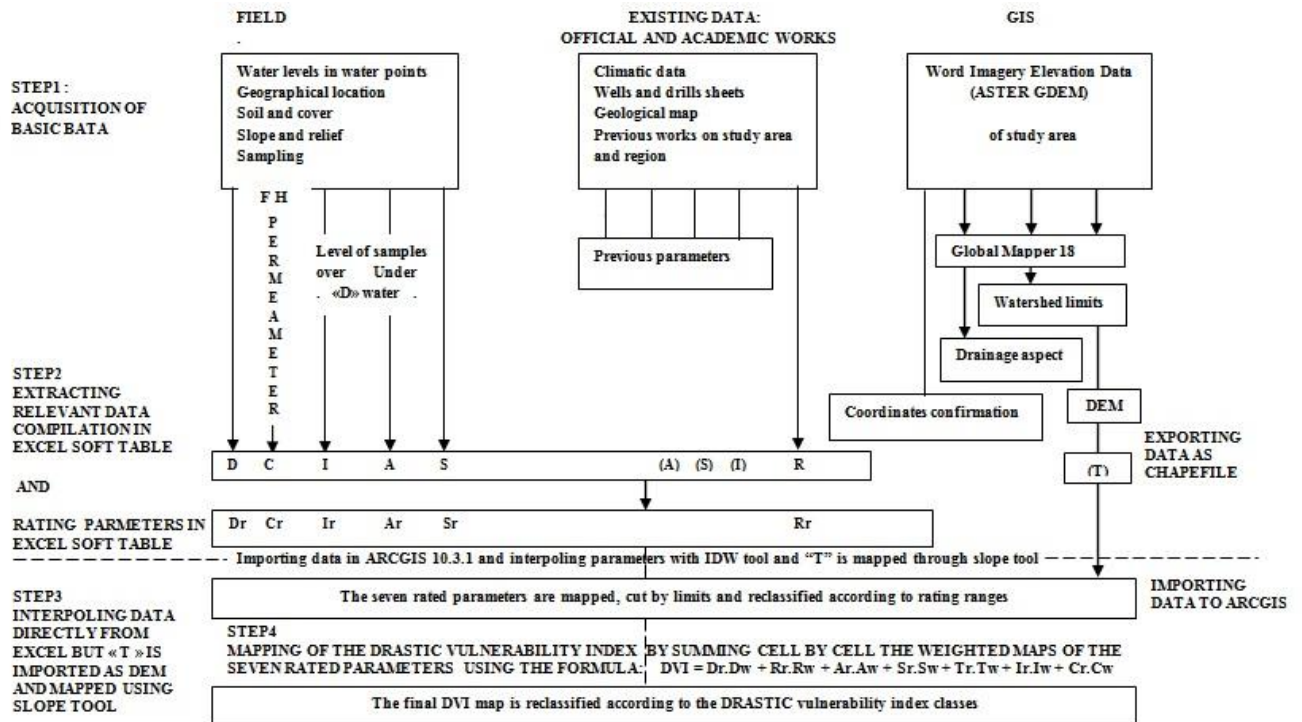 FIELD
.
EXISTING DATA:
OFFICIAL AND ACADEMIC WORKS
GIS
STEP1 :
ACQUISITION OF
BASIC BATA
Water levels in water points
Geographical location
Soil and cover
Slope and relief
Sampling
Climatic data
Wells and drills sheets
Geological map
Previous works on study area
and region
Word Imagery Elevation Data
(ASTER GDEM)
of study area
F H
P
E
R
M
E
A
M
E
T
E
R
Level of samples
over Under
. «D» water .
Previous parameters
Global Mapper 18
Watershed limits
Drainage aspect
Coordinates confirmation
DEM
(T)
EXPORTING
DATA AS
CHAPEFILE
STEP2
EXTRACTING
RELEVANT DATA
COMPILATION IN
EXCEL SOFT TABLE
D C I A S (A) (S) (I) R
AND
RATING PARMETERS IN
EXCEL SOFT TABLE
Dr Cr Ir Ar Sr Rr
Importing data in ARCGIS 10.3.1 and interpoling parameters with IDW tool and “T” is mapped through slope tool
IMPORTING
DATA TO ARCGIS
STEP3
INTERPOLING DATA
DIRECTLY FROM
EXCEL BUT « T » IS
IMPORTED AS DEM
AND MAPPED USING
SLOPE TOOL
The seven rated parameters are mapped, cut by limits and reclassified according to rating ranges
STEP4
MAPPING OF THE DRASTIC VULNERABILITY INDEX BY SUMMING CELL BY CELL THE WEIGHTED MAPS OF THE
SEVEN RATED PARAMETERS USING THE FORMULA: DVI = Dr.Dw + Rr.Rw + Ar.Aw + Sr.Sw + Tr.Tw + Ir.Iw + Cr.Cw
The final DVI map is reclassified according to the DRASTIC vulnerability index classes